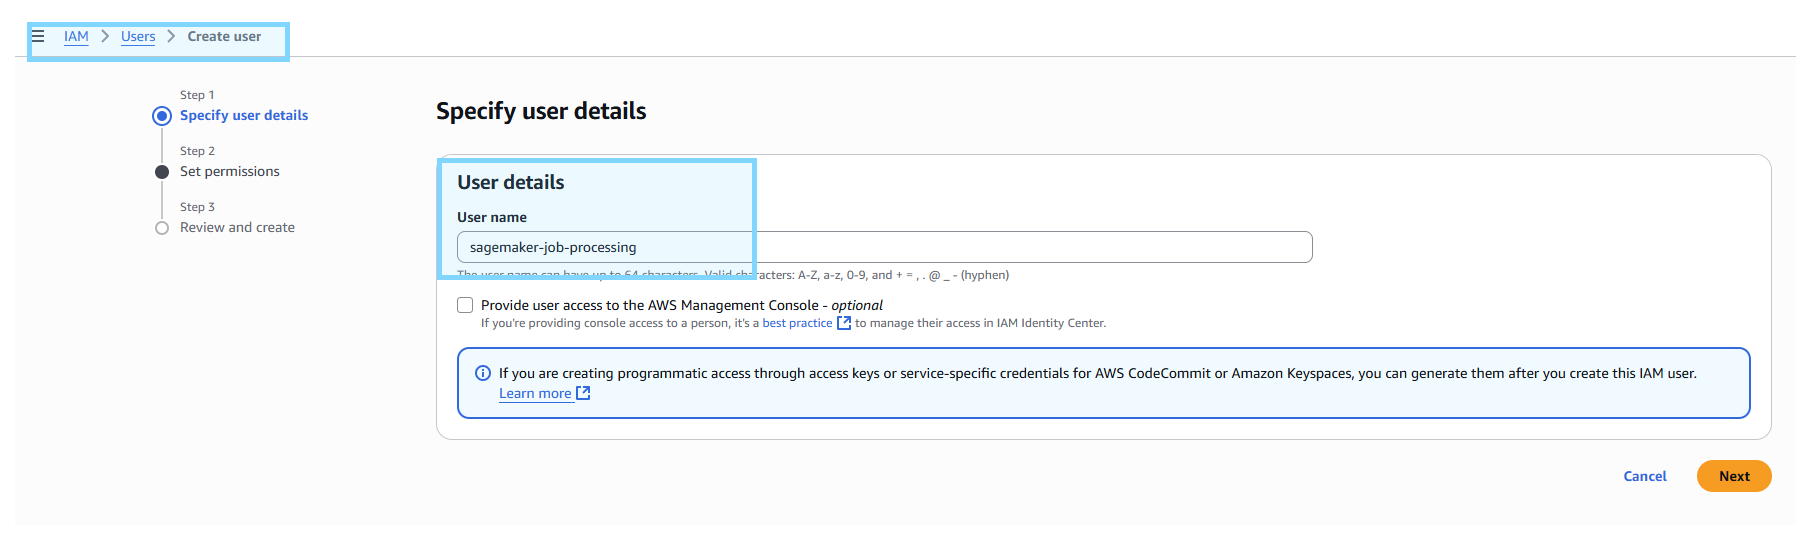 IAM > Users > Create user
Step 1
Specify user details
Step 2
Set permissions
Step 3
Review and create
Specify user details
User details
User name
sagemaker-job-processing
The user name can have up to 64 characters. Valid characters: A-Z, a-z, 0-9, and + = , . @ _ - (hyphen)
Provide user access to the AWS Management Console - optional
If you're providing console access to a person, it's a best practice to manage their access in IAM Identity Center.
If you are creating programmatic access through access keys or service-specific credentials for AWS CodeCommit or Amazon Keyspaces, you can generate them after you create this IAM user.
Learn more
Cancel
Next